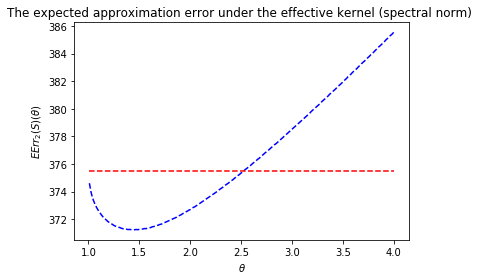 The expected approximation error under the effective kernel (spectral norm)
386
384
382
380
378
376
374
372
EErr₂(S)(θ)
1.0 1.5 2.0 2.5 3.0 3.5 4.0
θ